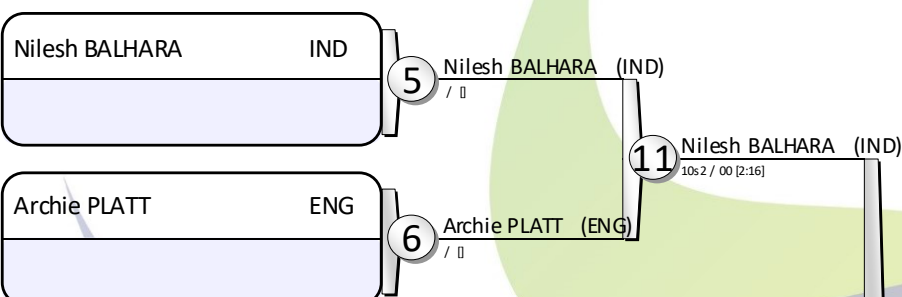 Nilesh BALHARA IND
5
Nilesh BALHARA (IND)
/ []
11
Nilesh BALHARA (IND)
10s2 / 00 [2:16]
Archie PLATT ENG
6
Archie PLATT (ENG)
/ []